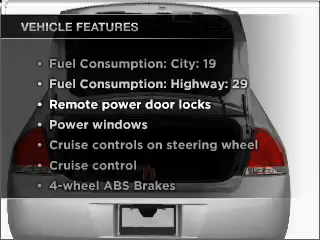 VEHICLE FEATURES
• Fuel Consumption: City: 19
• Fuel Consumption: Highway: 29
• Remote power door locks
• Power windows
• Cruise controls on steering wheel
• Cruise control
• 4-wheel ABS Brakes